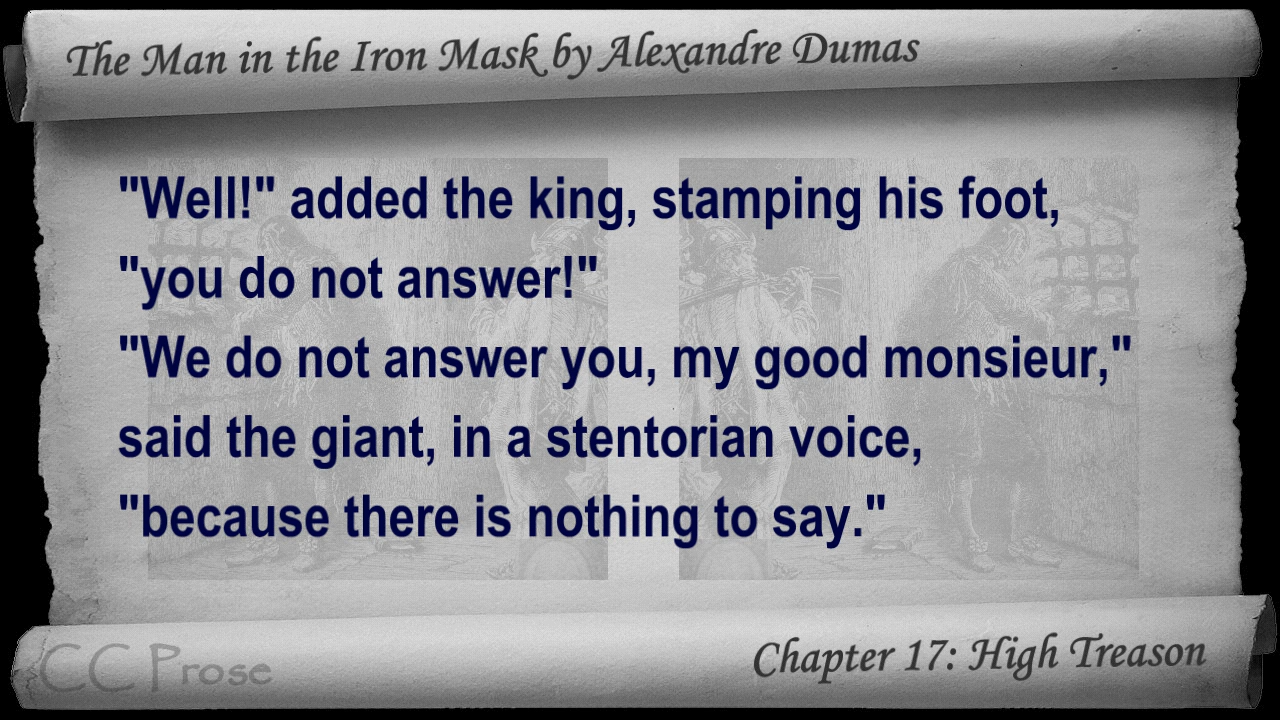 The Man in the Iron Mask by Alexandre Dumas
"Well!" added the king, stamping his foot,
"you do not answer!"
"We do not answer you, my good monsieur,"
said the giant, in a stentorian voice,
"because there is nothing to say."
CC Prose
Chapter 17: High Treason